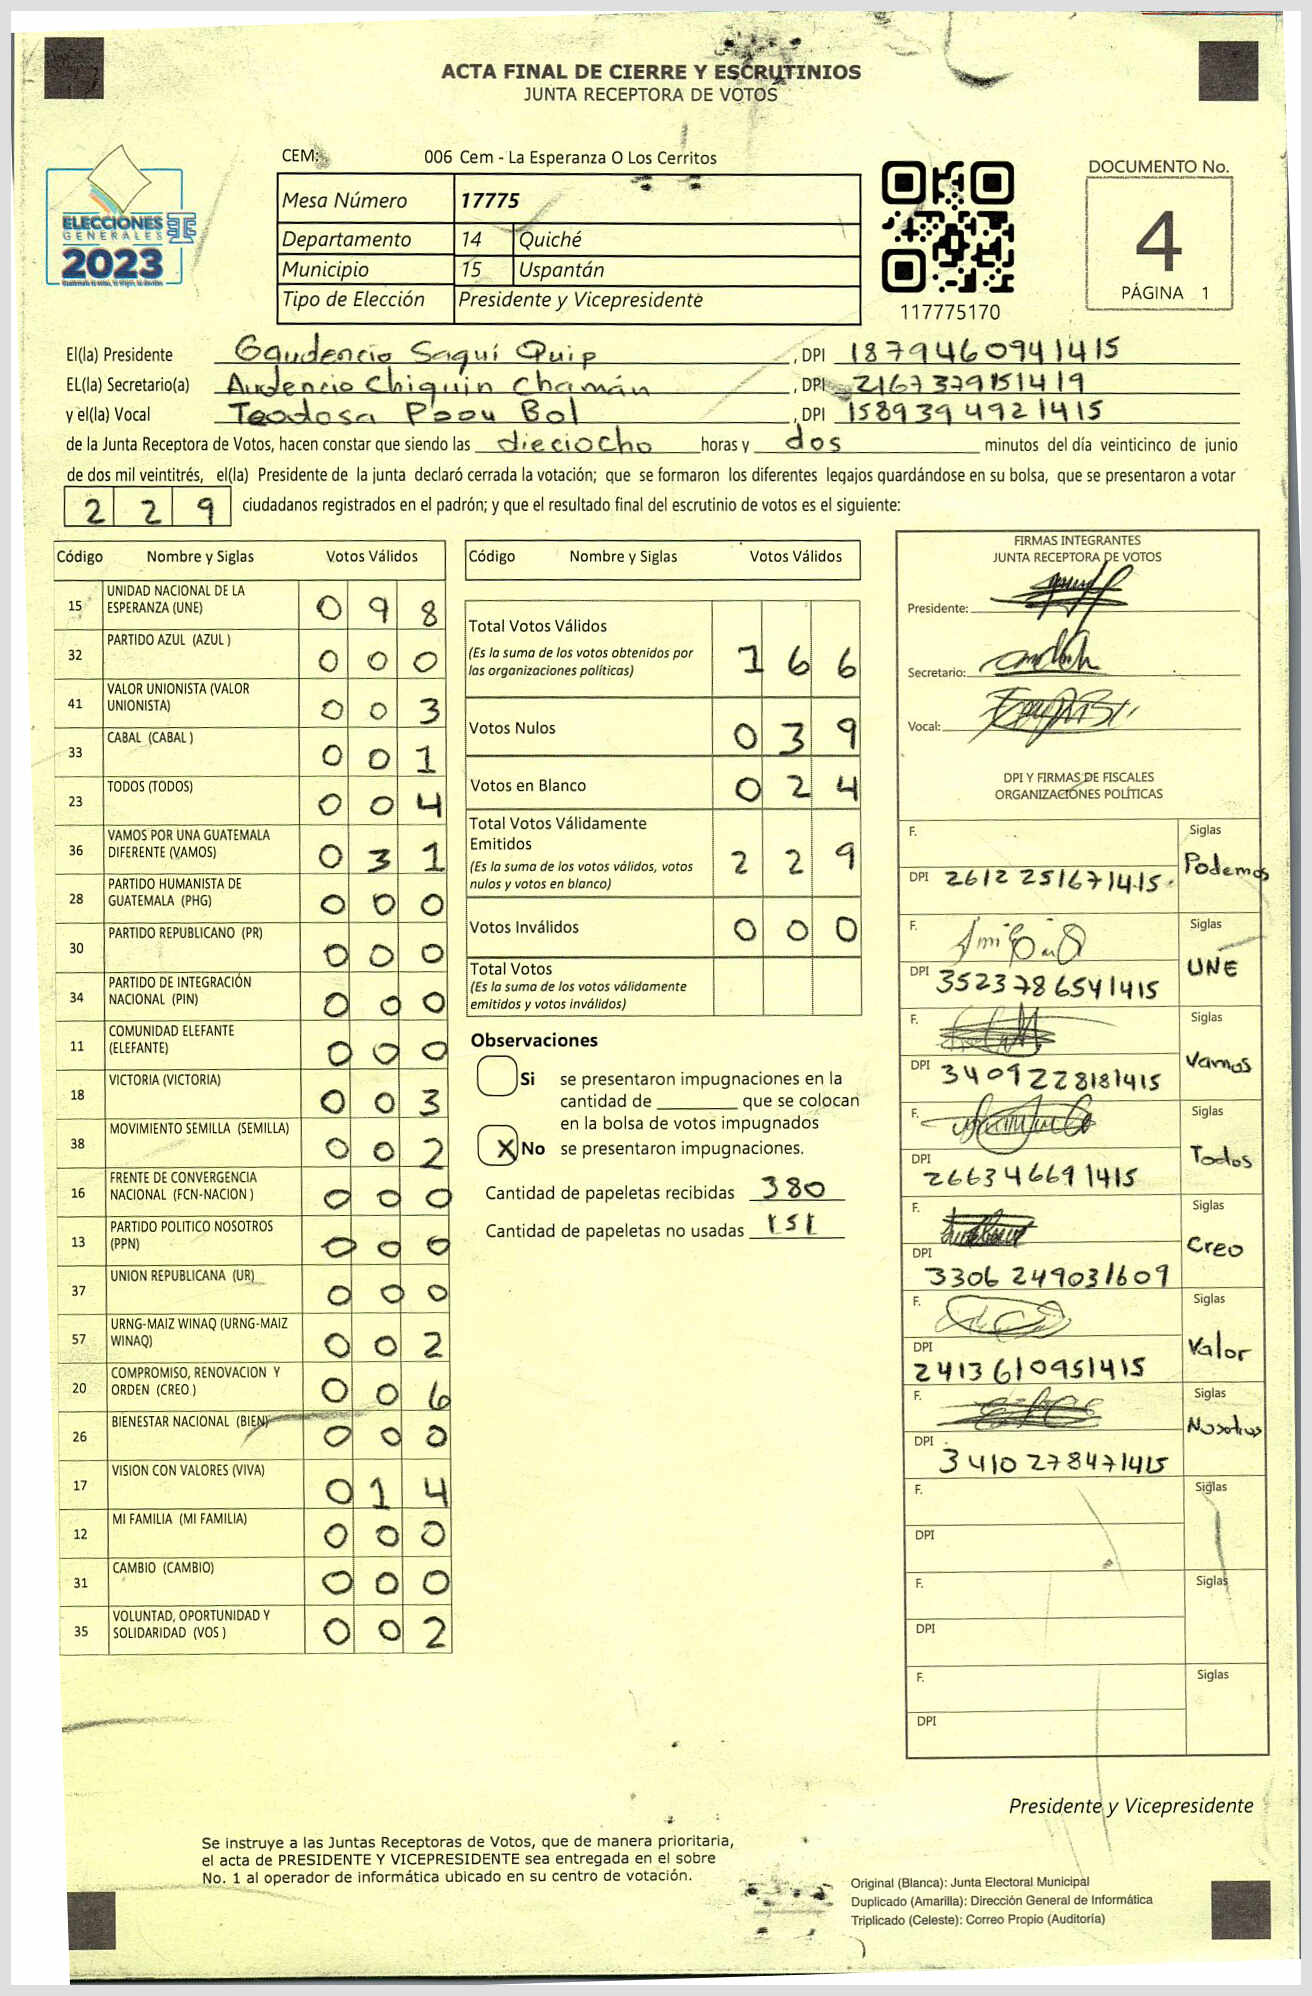 ACTA FINAL DE CIERRE Y ESCRUTINIOS
JUNTA RECEPTORA DE VOTOS
CEM: 006 Cem - La Esperanza O Los Cerritos
ELECCIONES
GENERALES
2023
Mesa Número 17775
Departamento 14 Quiché
Municipio 15 Uspantán
Tipo de Elección Presidente y Vicepresidente
117775170
DOCUMENTO No.
4
PÁGINA 1
El(la) Presidente Gaudencio Saquí Quip, DPI 1879460941415
EL(la) Secretario(a) Audencio Chiquin Chamán, DPI 2167379151419
y el(la) Vocal Teodosa Poou Bol, DPI 1589394921415
de la Junta Receptora de Votos, hacen constar que siendo las dieciocho horas y dos minutos del día veinticinco de junio
de dos mil veintitrés, el(la) Presidente de la junta declaró cerrada la votación; que se formaron los diferentes legajos guardándose en su bolsa, que se presentaron a votar
2 2 9 ciudadanos registrados en el padrón; y que el resultado final del escrutinio de votos es el siguiente:
Código Nombre y Siglas Votos Válidos
15 UNIDAD NACIONAL DE LA ESPERANZA (UNE) 0 9 8
32 PARTIDO AZUL (AZUL ) 0 0 0
41 VALOR UNIONISTA (VALOR UNIONISTA) 0 0 3
33 CABAL (CABAL ) 0 0 1
23 TODOS (TODOS) 0 0 4
36 VAMOS POR UNA GUATEMALA DIFERENTE (VAMOS) 0 3 1
28 PARTIDO HUMANISTA DE GUATEMALA (PHG) 0 0 0
30 PARTIDO REPUBLICANO (PR) 0 0 0
34 PARTIDO DE INTEGRACIÓN NACIONAL (PIN) 0 0 0
11 COMUNIDAD ELEFANTE (ELEFANTE) 0 0 0
18 VICTORIA (VICTORIA) 0 0 3
38 MOVIMIENTO SEMILLA (SEMILLA) 0 0 2
16 FRENTE DE CONVERGENCIA NACIONAL (FCN-NACION ) 0 0 0
13 PARTIDO POLITICO NOSOTROS (PPN) 0 0 0
37 UNION REPUBLICANA (UR) 0 0 0
57 URNG-MAIZ WINAQ (URNG-MAIZ WINAQ) 0 0 2
20 COMPROMISO, RENOVACION Y ORDEN (CREO ) 0 0 6
26 BIENESTAR NACIONAL (BIEN) 0 0 0
17 VISION CON VALORES (VIVA) 0 1 4
12 MI FAMILIA (MI FAMILIA) 0 0 0
31 CAMBIO (CAMBIO) 0 0 0
35 VOLUNTAD, OPORTUNIDAD Y SOLIDARIDAD (VOS ) 0 0 2
Código Nombre y Siglas Votos Válidos
Total Votos Válidos 1 6 6
(Es la suma de los votos obtenidos por
las organizaciones políticas)
Votos Nulos 0 3 9
Votos en Blanco 0 2 4
Total Votos Válidamente
Emitidos 2 2 9
(Es la suma de los votos válidos, votos
nulos y votos en blanco)
Votos Inválidos 0 0 0
Total Votos
(Es la suma de los votos válidamente
emitidos y votos inválidos)
Observaciones
Si se presentaron impugnaciones en la
cantidad de ________ que se colocan
en la bolsa de votos impugnados
X No se presentaron impugnaciones.
Cantidad de papeletas recibidas 380
Cantidad de papeletas no usadas 151
FIRMAS INTEGRANTES
JUNTA RECEPTORA DE VOTOS
Presidente:
Secretario:
Vocal:
DPI Y FIRMAS DE FISCALES
ORGANIZACIONES POLÍTICAS
F. Siglas
DPI 2612 251671415. Podemos
F. Siglas
DPI 3523786541415 UNE
F. Siglas
DPI 3409228181415 Vamos
F. Siglas
DPI 266346691415 Todos
F. Siglas
DPI 3306 249031609 Creo
F. Siglas
DPI 2413610951415 Valor
F. Siglas
DPI 3410278471415 Nosotros
F. Siglas
DPI
F. Siglas
DPI
F. Siglas
DPI
Presidente y Vicepresidente
Se instruye a las Juntas Receptoras de Votos, que de manera prioritaria,
el acta de PRESIDENTE Y VICEPRESIDENTE sea entregada en el sobre
No. 1 al operador de informática ubicado en su centro de votación.
Original (Blanca): Junta Electoral Municipal
Duplicado (Amarilla): Dirección General de Informática
Triplicado (Celeste): Correo Propio (Auditoría)